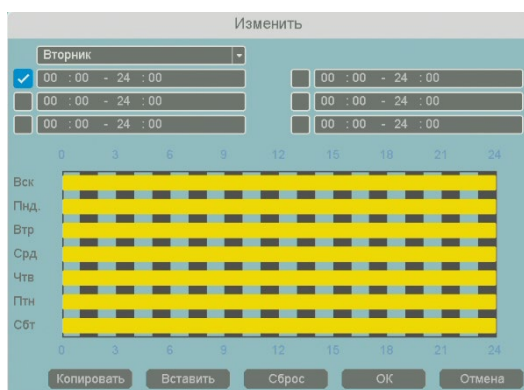 Изменить
Вторник
00 : 00 - 24 : 00 00 : 00 - 24 : 00
00 : 00 - 24 : 00 00 : 00 - 24 : 00
00 : 00 - 24 : 00 00 : 00 - 24 : 00
0 3 6 9 12 15 18 21 24
Вск
Пнд.
Втр
Срд
Чтв
Птн
Сбт
0 3 6 9 12 15 18 21 24
Копировать Вставить Сброс ОК Отмена